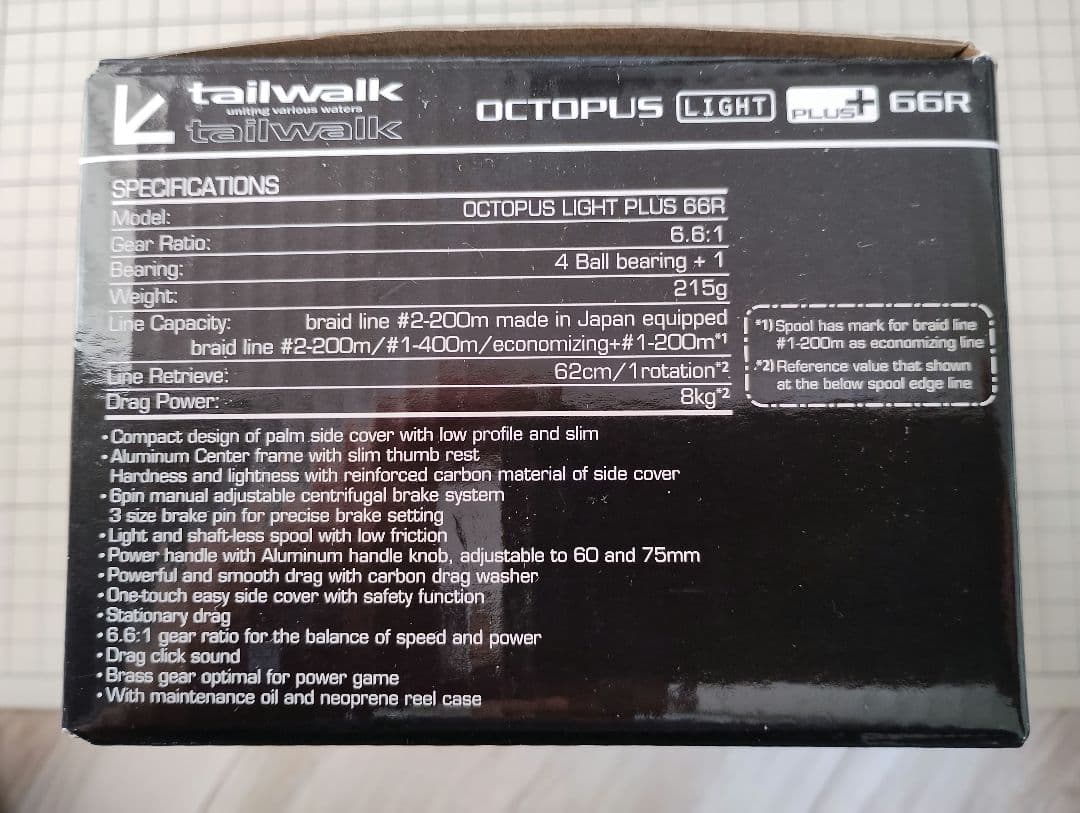 tailwalk
uniting various waters
tailwalk
OCTOPUS LIGHT PLUS+ 66R
SPECIFICATIONS
Model: OCTOPUS LIGHT PLUS 66R
Gear Ratio: 6.6:1
Bearing: 4 Ball bearing + 1
Weight: 215g
Line Capacity: braid line #2-200m made in Japan equipped
braid line #2-200m/#1-400m/economizing+#1-200m*1
Line Retrieve: 62cm/1rotation*2
Drag Power: 8kg*2
*1) Spool has mark for braid line
#1-200m as economizing line
*2) Reference value that shown
at the below spool edge line
•Compact design of palm side cover with low profile and slim
•Aluminum Center frame with slim thumb rest
Hardness and lightness with reinforced carbon material of side cover
•6pin manual adjustable centrifugal brake system
3 size brake pin for precise brake setting
•Light and shaft-less spool with low friction
•Power handle with Aluminum handle knob, adjustable to 60 and 75mm
•Powerful and smooth drag with carbon drag washer
•One-touch easy side cover with safety function
•Stationary drag
•6.6:1 gear ratio for the balance of speed and power
•Drag click sound
•Brass gear optimal for power game
•With maintenance oil and neoprene reel case